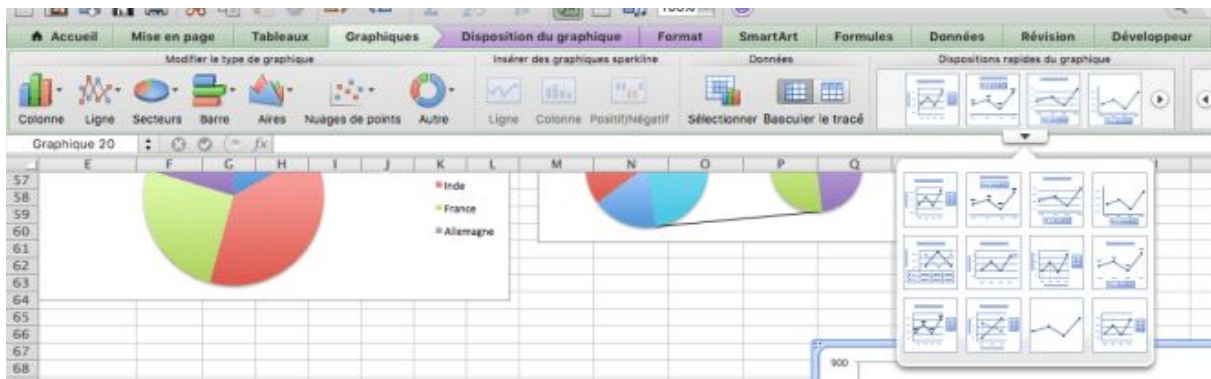 100%
Accueil Mise en page Tableaux Graphiques Disposition du graphique Format SmartArt Formules Données Révision Développeur
Modifier le type de graphique Insérer des graphiques sparkline Données Dispositions rapides du graphique
Colonne Ligne Secteurs Barre Aires Nuages de points Autre Ligne Colonne Positif/Négatif Sélectionner Basculer le tracé
Graphique 20 fx
E F G H I J K L M N O P Q
57
Inde
58
France
59
60
Allemagne
61
62
63
64
65
66
67
900
68